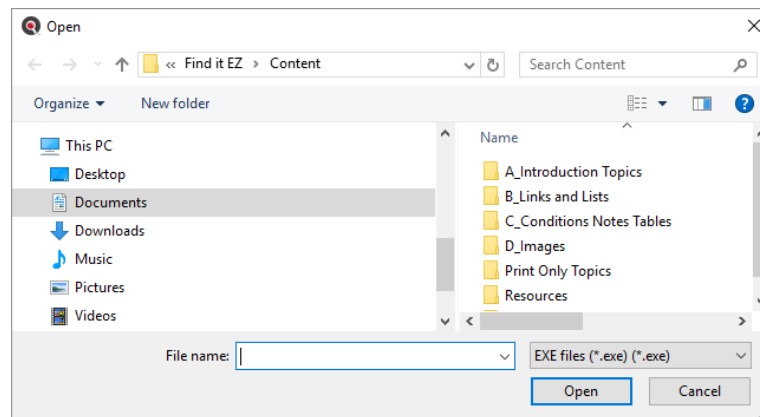 Open
« Find it EZ > Content
Search Content
Organize
New folder
?
This PC
Desktop
Documents
Downloads
Music
Pictures
Videos
Name
A_Introduction Topics
B_Links and Lists
C_Conditions Notes Tables
D_Images
Print Only Topics
Resources
File name:
EXE files (*.exe) (*.exe)
Open
Cancel